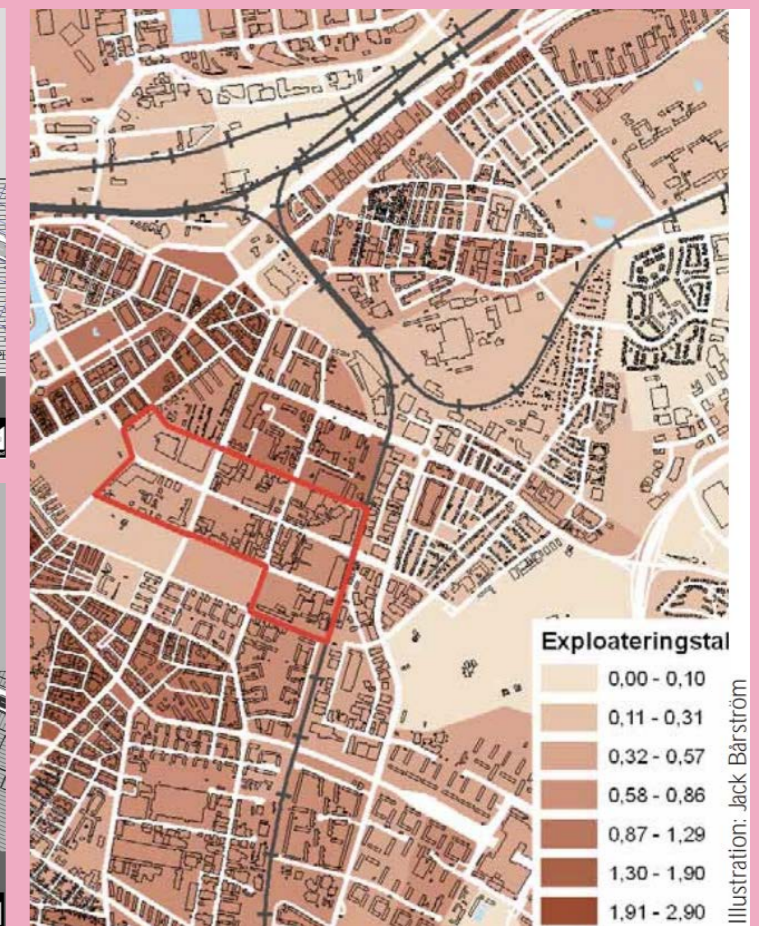 Exploateringstal
0,00 - 0,10
0,11 - 0,31
0,32 - 0,57
0,58 - 0,86
0,87 - 1,29
1,30 - 1,90
1,91 - 2,90
Illustration: Jack Bårström